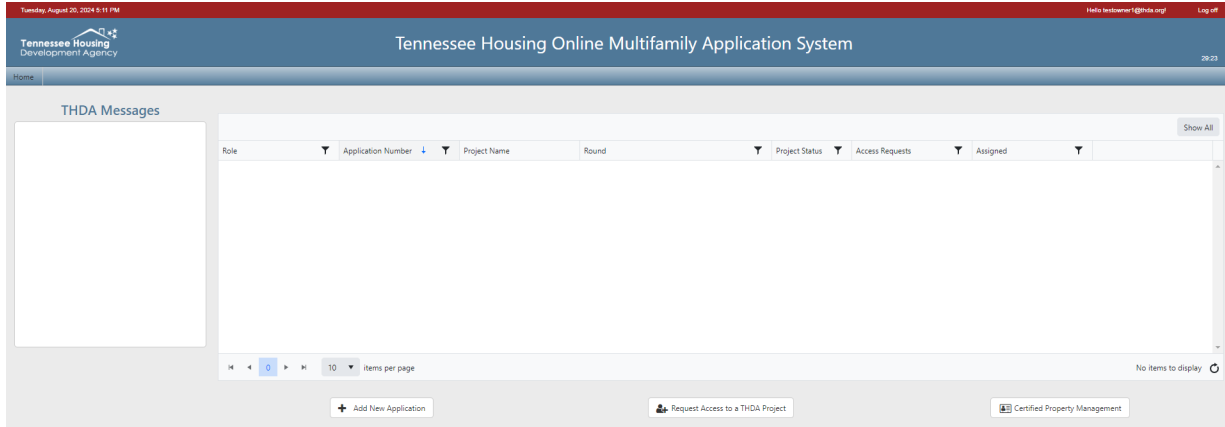 Tuesday, August 20, 2024 5:11 PM
Hello testowner1@thda.org!
Log off
Tennessee Housing
Development Agency
Tennessee Housing Online Multifamily Application System
29:23
Home
THDA Messages
Show All
Role
Application Number
Project Name
Round
Project Status
Access Requests
Assigned
0
10
items per page
No items to display
Add New Application
Request Access to a THDA Project
Certified Property Management